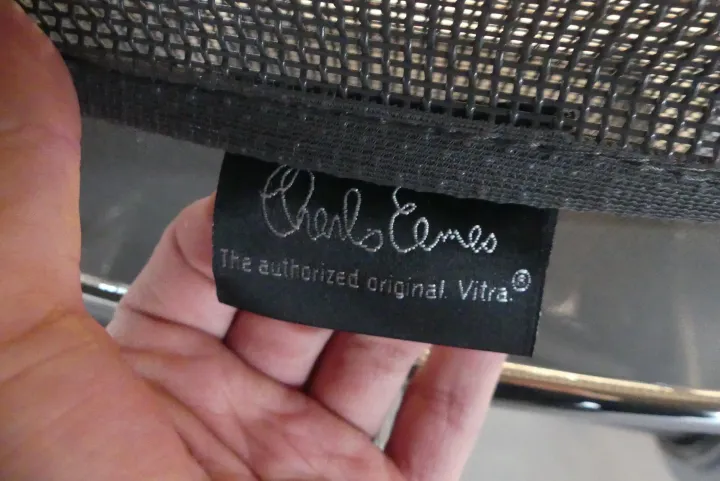 Charles Eames
The authorized original. Vitra.®